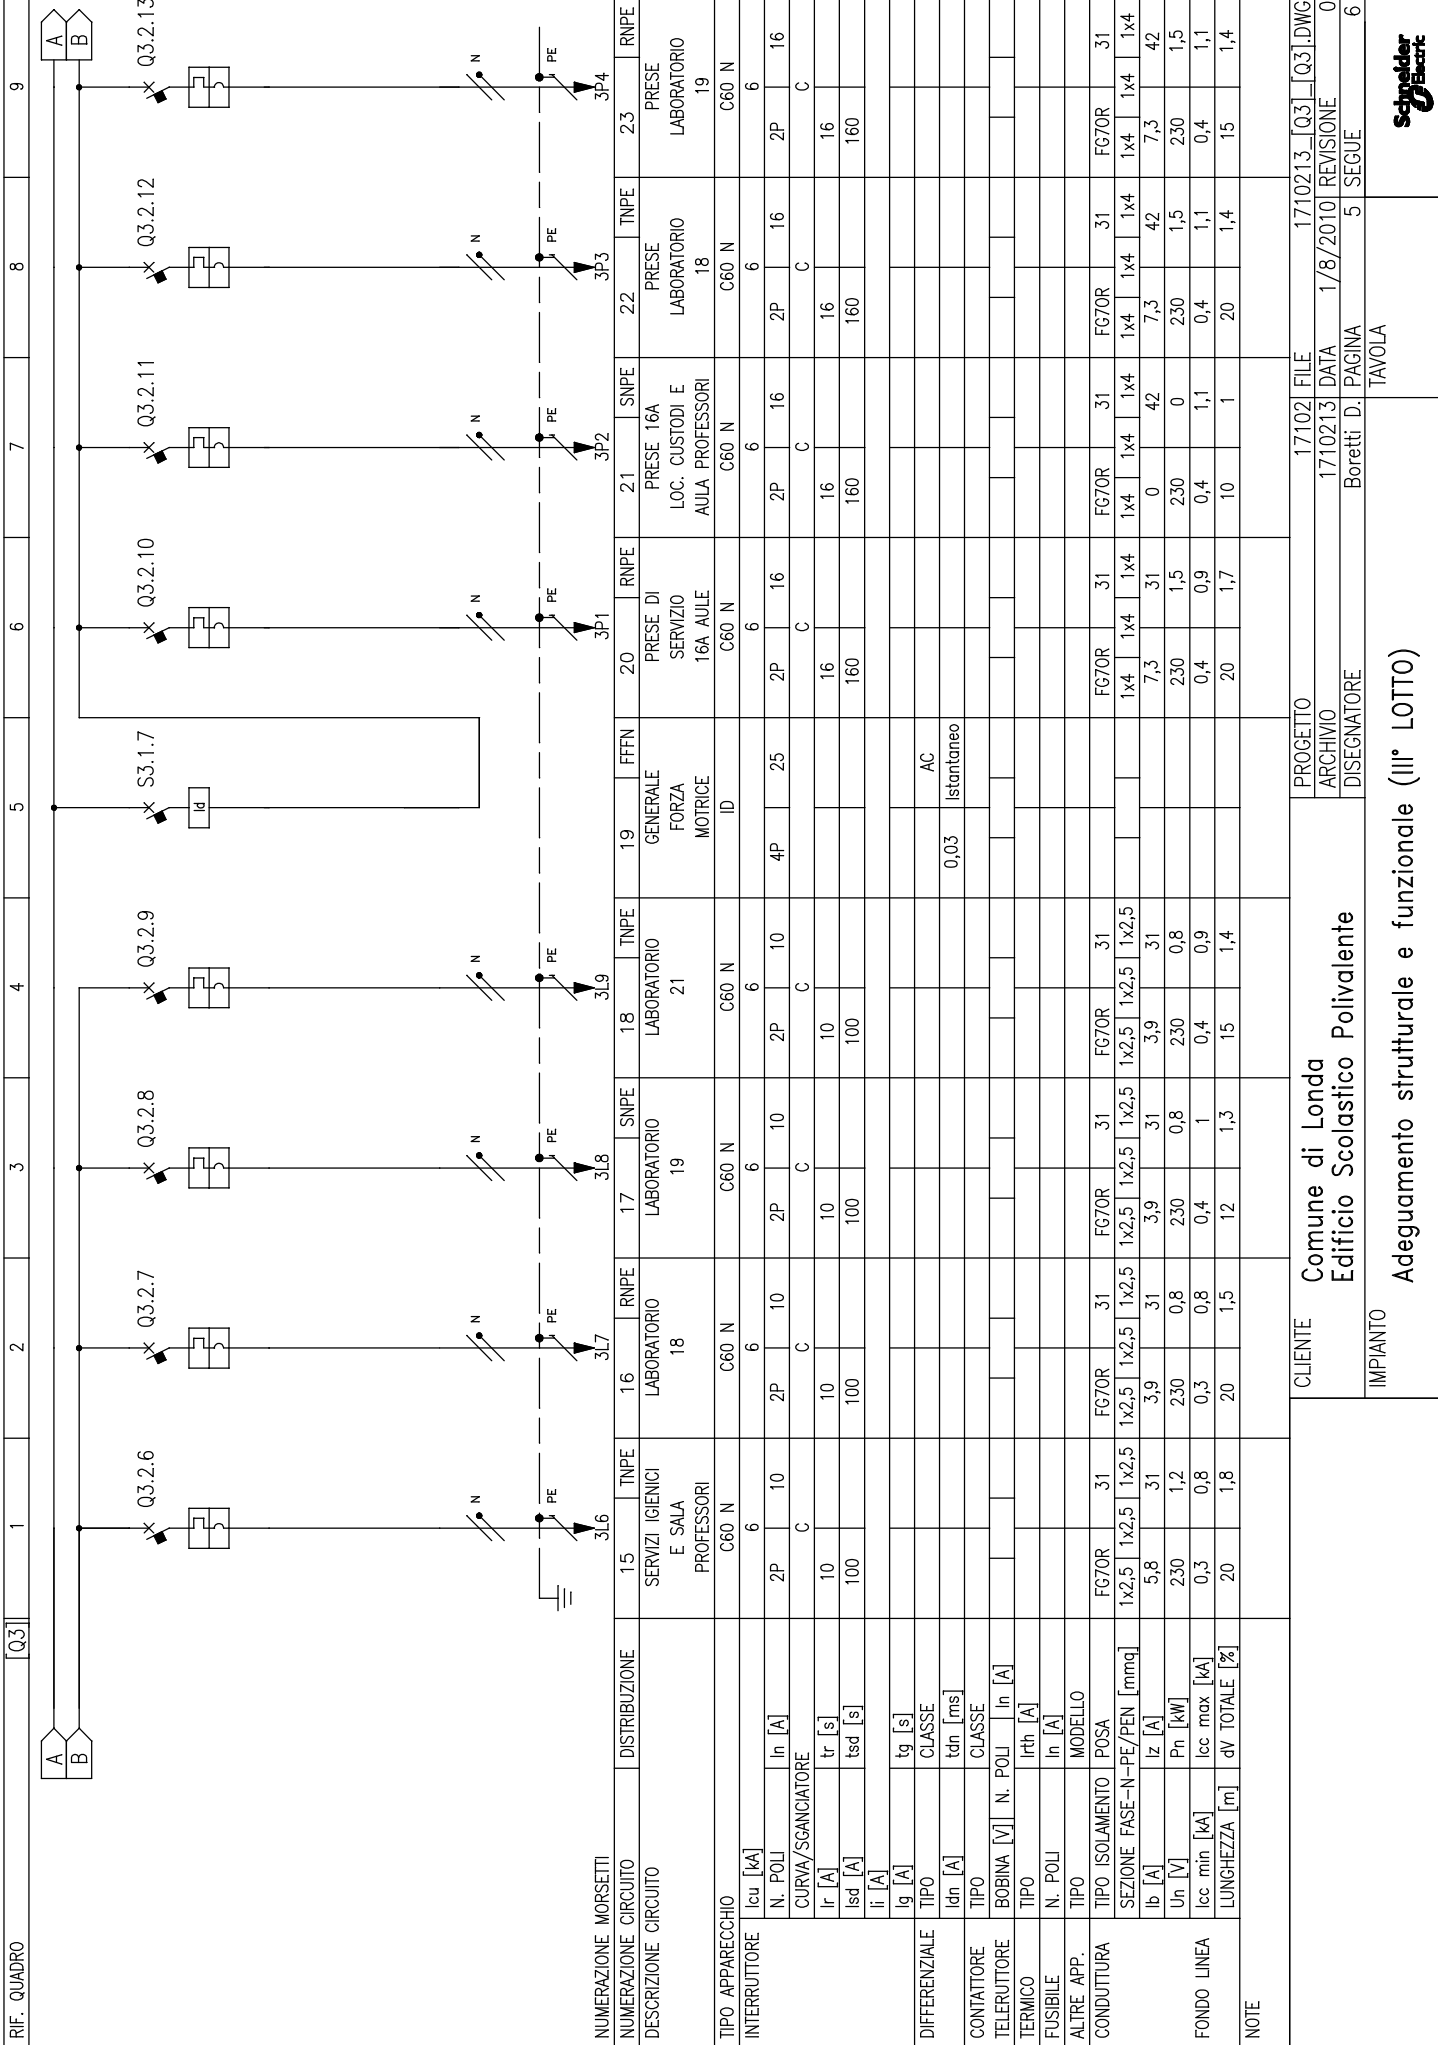 RIF. QUADRO [Q3] 1 2 3 4 5 6 7 8 9
A A
B B
Q3.2.6 Q3.2.7 Q3.2.8 Q3.2.9 S3.1.7 Q3.2.10 Q3.2.11 Q3.2.12 Q3.2.13
Id
N N N N N N N N
PE PE PE PE PE PE PE PE
NUMERAZIONE MORSETTI 3L6 3L7 3L8 3L9 3P1 3P2 3P3 3P4
NUMERAZIONE CIRCUITO DISTRIBUZIONE 15 TNPE 16 RNPE 17 SNPE 18 TNPE 19 FFFN 20 RNPE 21 SNPE 22 TNPE 23 RNPE
DESCRIZIONE CIRCUITO SERVIZI IGIENICI LABORATORIO LABORATORIO LABORATORIO GENERALE PRESE DI PRESE 16A PRESE PRESE
E SALA 18 19 21 FORZA SERVIZIO LOC. CUSTODI E LABORATORIO LABORATORIO
PROFESSORI MOTRICE 16A AULE AULA PROFESSORI 18 19
TIPO APPARECCHIO C60 N C60 N C60 N C60 N ID C60 N C60 N C60 N C60 N
INTERRUTTORE Icu [kA] 6 6 6 6 6 6 6 6
N. POLI In [A] 2P 10 2P 10 2P 10 2P 10 4P 25 2P 16 2P 16 2P 16 2P 16
CURVA/SGANCIATORE C C C C C C C C
Ir [A] tr [s] 10 10 10 10 16 16 16 16
Isd [A] tsd [s] 100 100 100 100 160 160 160 160
Ii [A]
Ig [A] tg [s]
DIFFERENZIALE TIPO CLASSE AC
Idn [A] tdn [ms] 0,03 Istantaneo
CONTATTORE TIPO CLASSE
TELERUTTORE BOBINA [V] N. POLI In [A]
TERMICO TIPO Irth [A]
FUSIBILE N. POLI In [A]
ALTRE APP. TIPO MODELLO
CONDUTTURA TIPO ISOLAMENTO POSA FG7OR 31 FG7OR 31 FG7OR 31 FG7OR 31 FG7OR 31 FG7OR 31 FG7OR 31 FG7OR 31
SEZIONE FASE-N-PE/PEN [mmq] 1x2,5 1x2,5 1x2,5 1x2,5 1x2,5 1x2,5 1x2,5 1x2,5 1x2,5 1x2,5 1x2,5 1x2,5 1x4 1x4 1x4 1x4 1x4 1x4 1x4 1x4 1x4 1x4 1x4 1x4
Ib [A] Iz [A] 5,8 31 3,9 31 3,9 31 3,9 31 7,3 31 0 42 7,3 42 7,3 42
Un [V] Pn [kW] 230 1,2 230 0,8 230 0,8 230 0,8 230 1,5 230 0 230 1,5 230 1,5
FONDO LINEA Icc min [kA] Icc max [kA] 0,3 0,8 0,3 0,8 0,4 1 0,4 0,9 0,4 0,9 0,4 1,1 0,4 1,1 0,4 1,1
LUNGHEZZA [m] dV TOTALE [%] 20 1,8 20 1,5 12 1,3 15 1,4 20 1,7 10 1 20 1,4 15 1,4
NOTE
CLIENTE
Comune di Londa
Edificio Scolastico Polivalente
IMPIANTO
Adeguamento strutturale e funzionale (III° LOTTO)
PROGETTO 17102 FILE 1710213_[Q3]_[Q3].DWG
ARCHIVIO 1710213 DATA 1/8/2010 REVISIONE 0
DISEGNATORE Boretti D. PAGINA 5 SEGUE 6
TAVOLA
Schneider
Electric